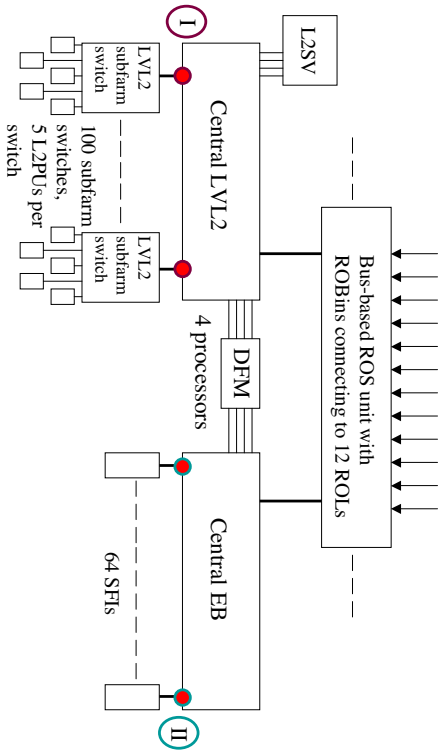 Bus-based ROS unit with
ROBins connecting to 12 ROLs
L2SV
Central LVL2
DFM
4 processors
Central EB
I
II
LVL2
subfarm
switch
LVL2
subfarm
switch
100 subfarm
switches,
5 L2PUs per
switch
64 SFIs